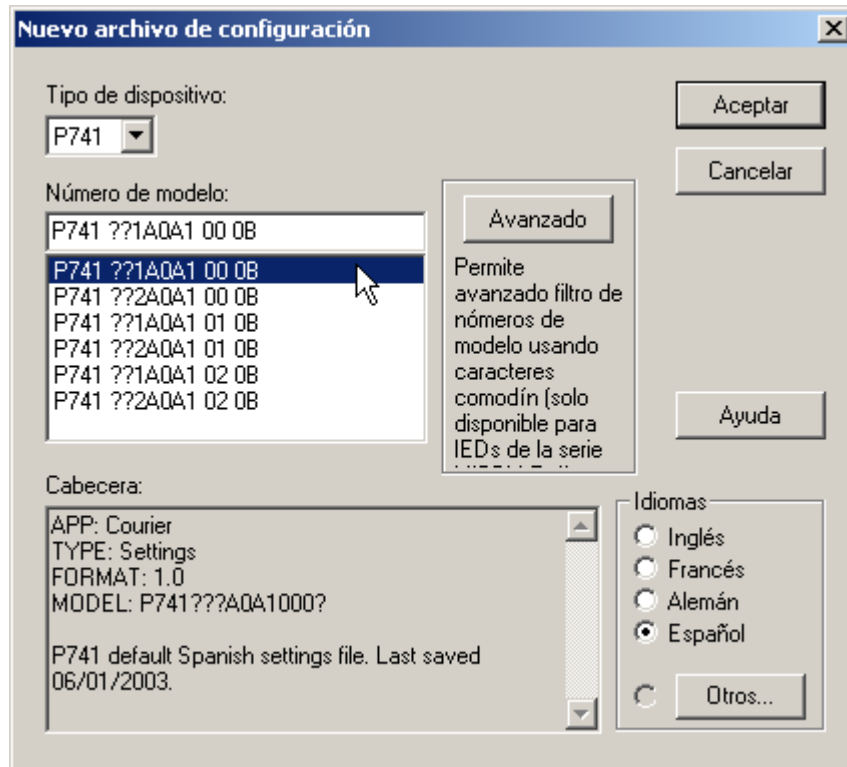 Nuevo archivo de configuración
Tipo de dispositivo:
P741
Aceptar
Cancelar
Número de modelo:
P741 ??1A0A1 00 0B
P741 ??1A0A1 00 0B
P741 ??2A0A1 00 0B
P741 ??1A0A1 01 0B
P741 ??2A0A1 01 0B
P741 ??1A0A1 02 0B
P741 ??2A0A1 02 0B
Avanzado
Permite
avanzado filtro de
nómeros de
modelo usando
caracteres
comodín (solo
disponible para
IEDs de la serie
Ayuda
Cabecera:
APP: Courier
TYPE: Settings
FORMAT: 1.0
MODEL: P741???A0A1000?
P741 default Spanish settings file. Last saved
06/01/2003.
Idiomas
Inglés
Francés
Alemán
Español
Otros...